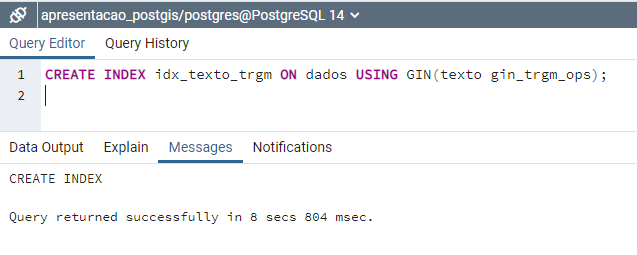 apresentacao_postgis/postgres@PostgreSQL 14
Query Editor Query History
1 CREATE INDEX idx_texto_trgm ON dados USING GIN(texto gin_trgm_ops);
2
Data Output Explain Messages Notifications
CREATE INDEX
Query returned successfully in 8 secs 804 msec.